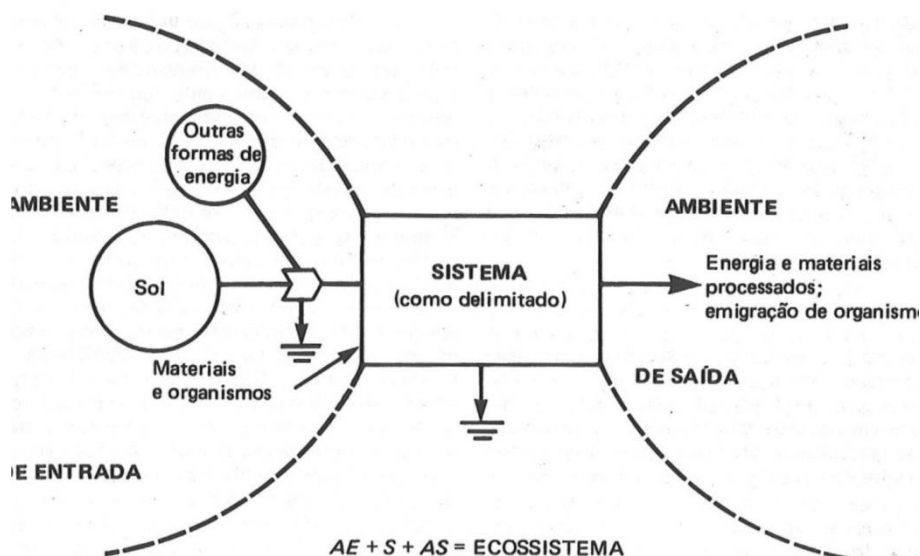 Outras
formas de
energia
AMBIENTE
Sol
Materiais
e organismos
DE ENTRADA
SISTEMA
(como delimitado)
AMBIENTE
Energia e materiais
processados;
emigração de organismo
DE SAÍDA
AE + S + AS = ECOSSISTEMA